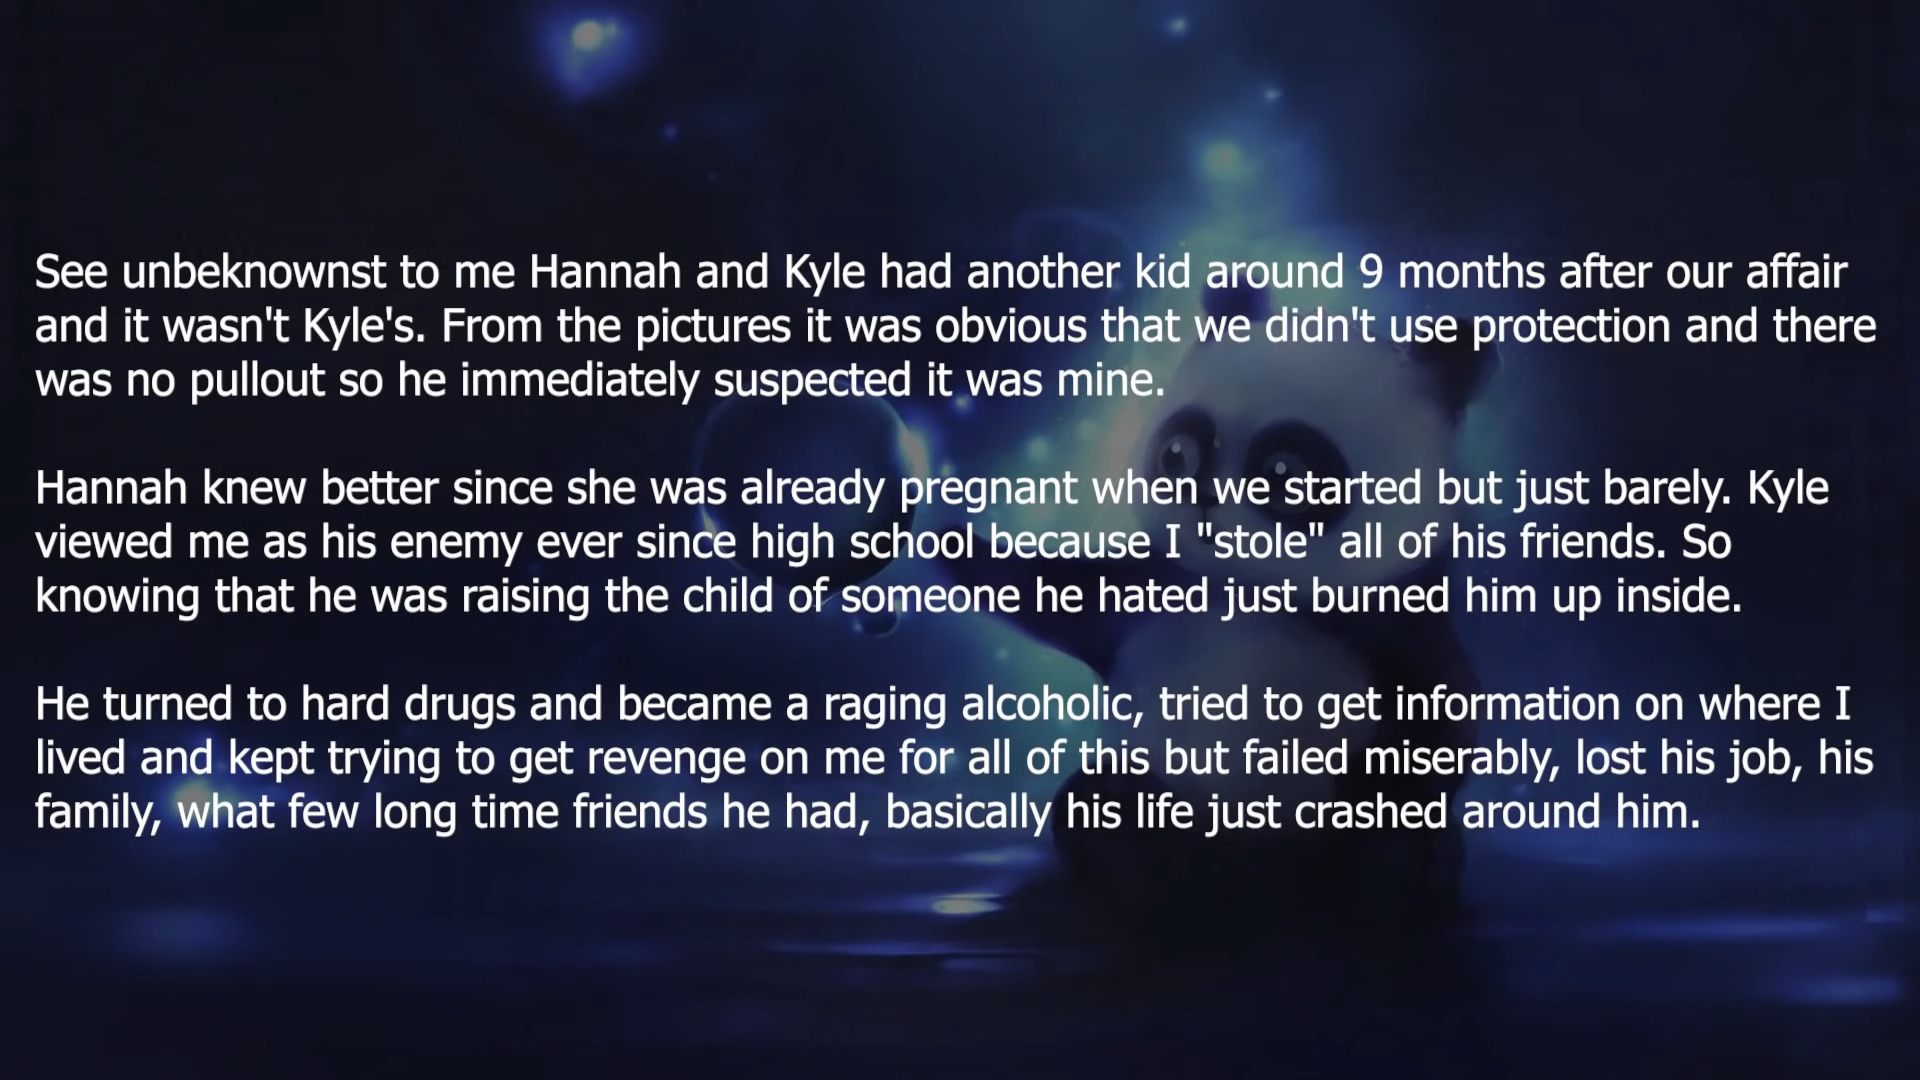 See unbeknownst to me Hannah and Kyle had another kid around 9 months after our affair
and it wasn't Kyle's. From the pictures it was obvious that we didn't use protection and there
was no pullout so he immediately suspected it was mine.
Hannah knew better since she was already pregnant when we started but just barely. Kyle
viewed me as his enemy ever since high school because I "stole" all of his friends. So
knowing that he was raising the child of someone he hated just burned him up inside.
He turned to hard drugs and became a raging alcoholic, tried to get information on where I
lived and kept trying to get revenge on me for all of this but failed miserably, lost his job, his
family, what few long time friends he had, basically his life just crashed around him.